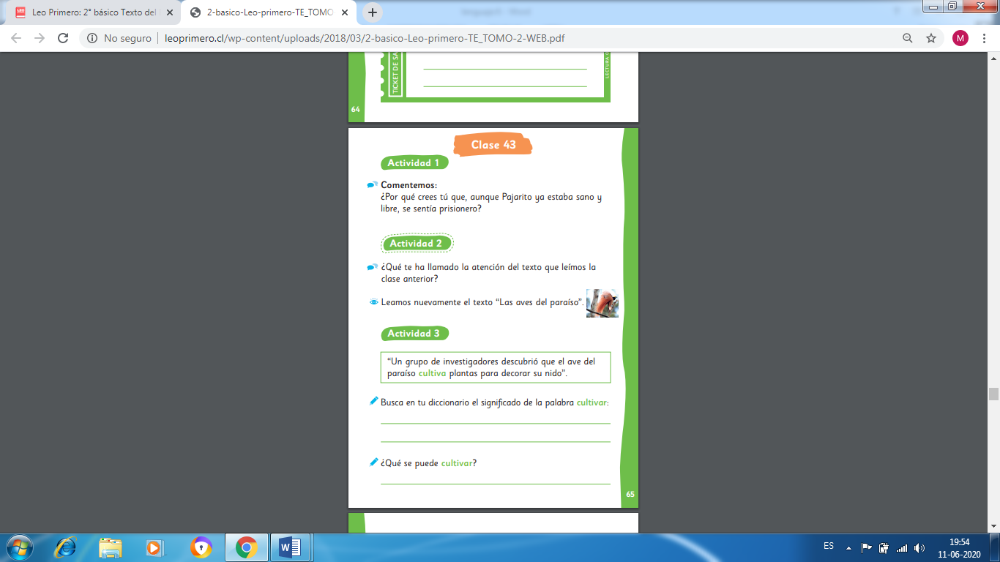 Leo Primero: 2° básico Texto del
2-basico-Leo-primero-TE_TOMO
No seguro
leoprimero.cl/wp-content/uploads/2018/03/2-basico-Leo-primero-TE_TOMO-2-WEB.pdf
M
TICKET DE SA
LECTURA
64
Clase 43
Actividad 1
Comentemos:
¿Por qué crees tú que, aunque Pajarito ya estaba sano y
libre, se sentía prisionero?
Actividad 2
¿Qué te ha llamado la atención del texto que leímos la
clase anterior?
Leamos nuevamente el texto “Las aves del paraíso”.
Actividad 3
“Un grupo de investigadores descubrió que el ave del
paraíso cultiva plantas para decorar su nido”.
Busca en tu diccionario el significado de la palabra cultivar:
¿Qué se puede cultivar?
65
ES
19:54
11-06-2020